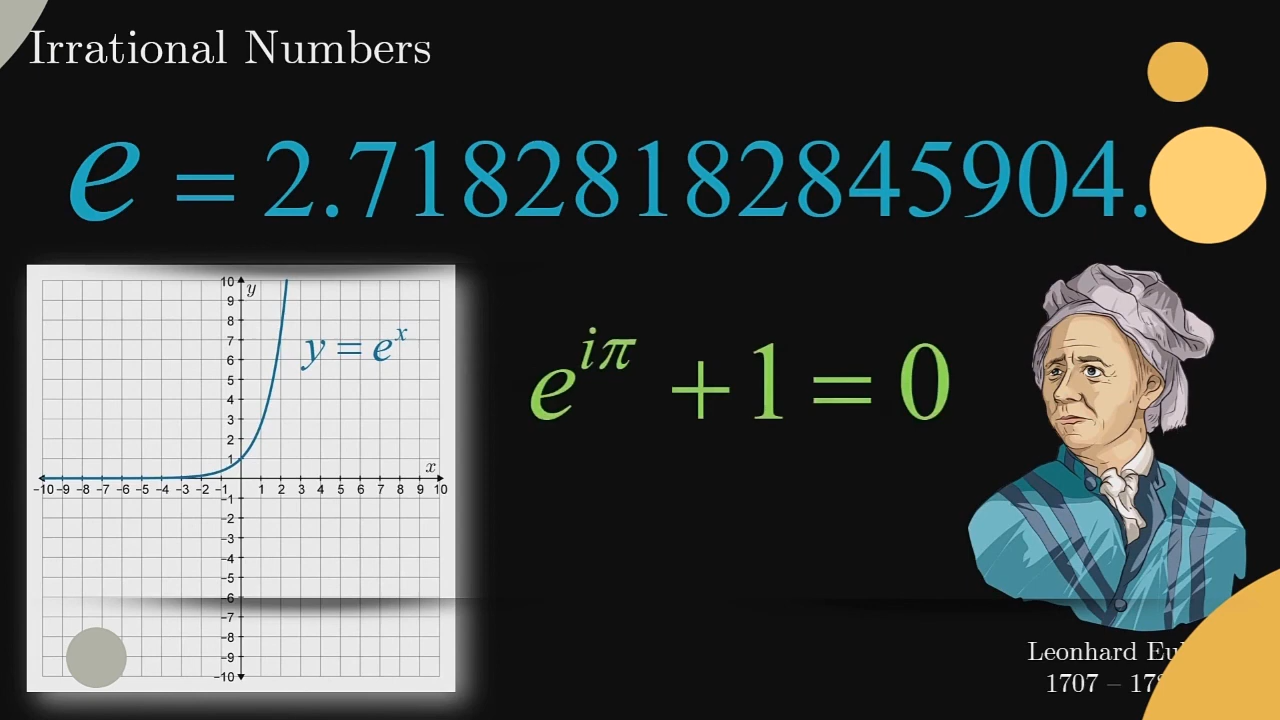 Irrational Numbers
e = 2.71828182845904.
10 y
9
8
7 y = eˣ
6
5
4
3
2
1 x
−10 −9 −8 −7 −6 −5 −4 −3 −2 −1 1 2 3 4 5 6 7 8 9 10
−1
−2
−3
−4
−5
−6
−7
−8
−9
−10
e^{iπ} + 1 = 0
Leonhard
1707 –